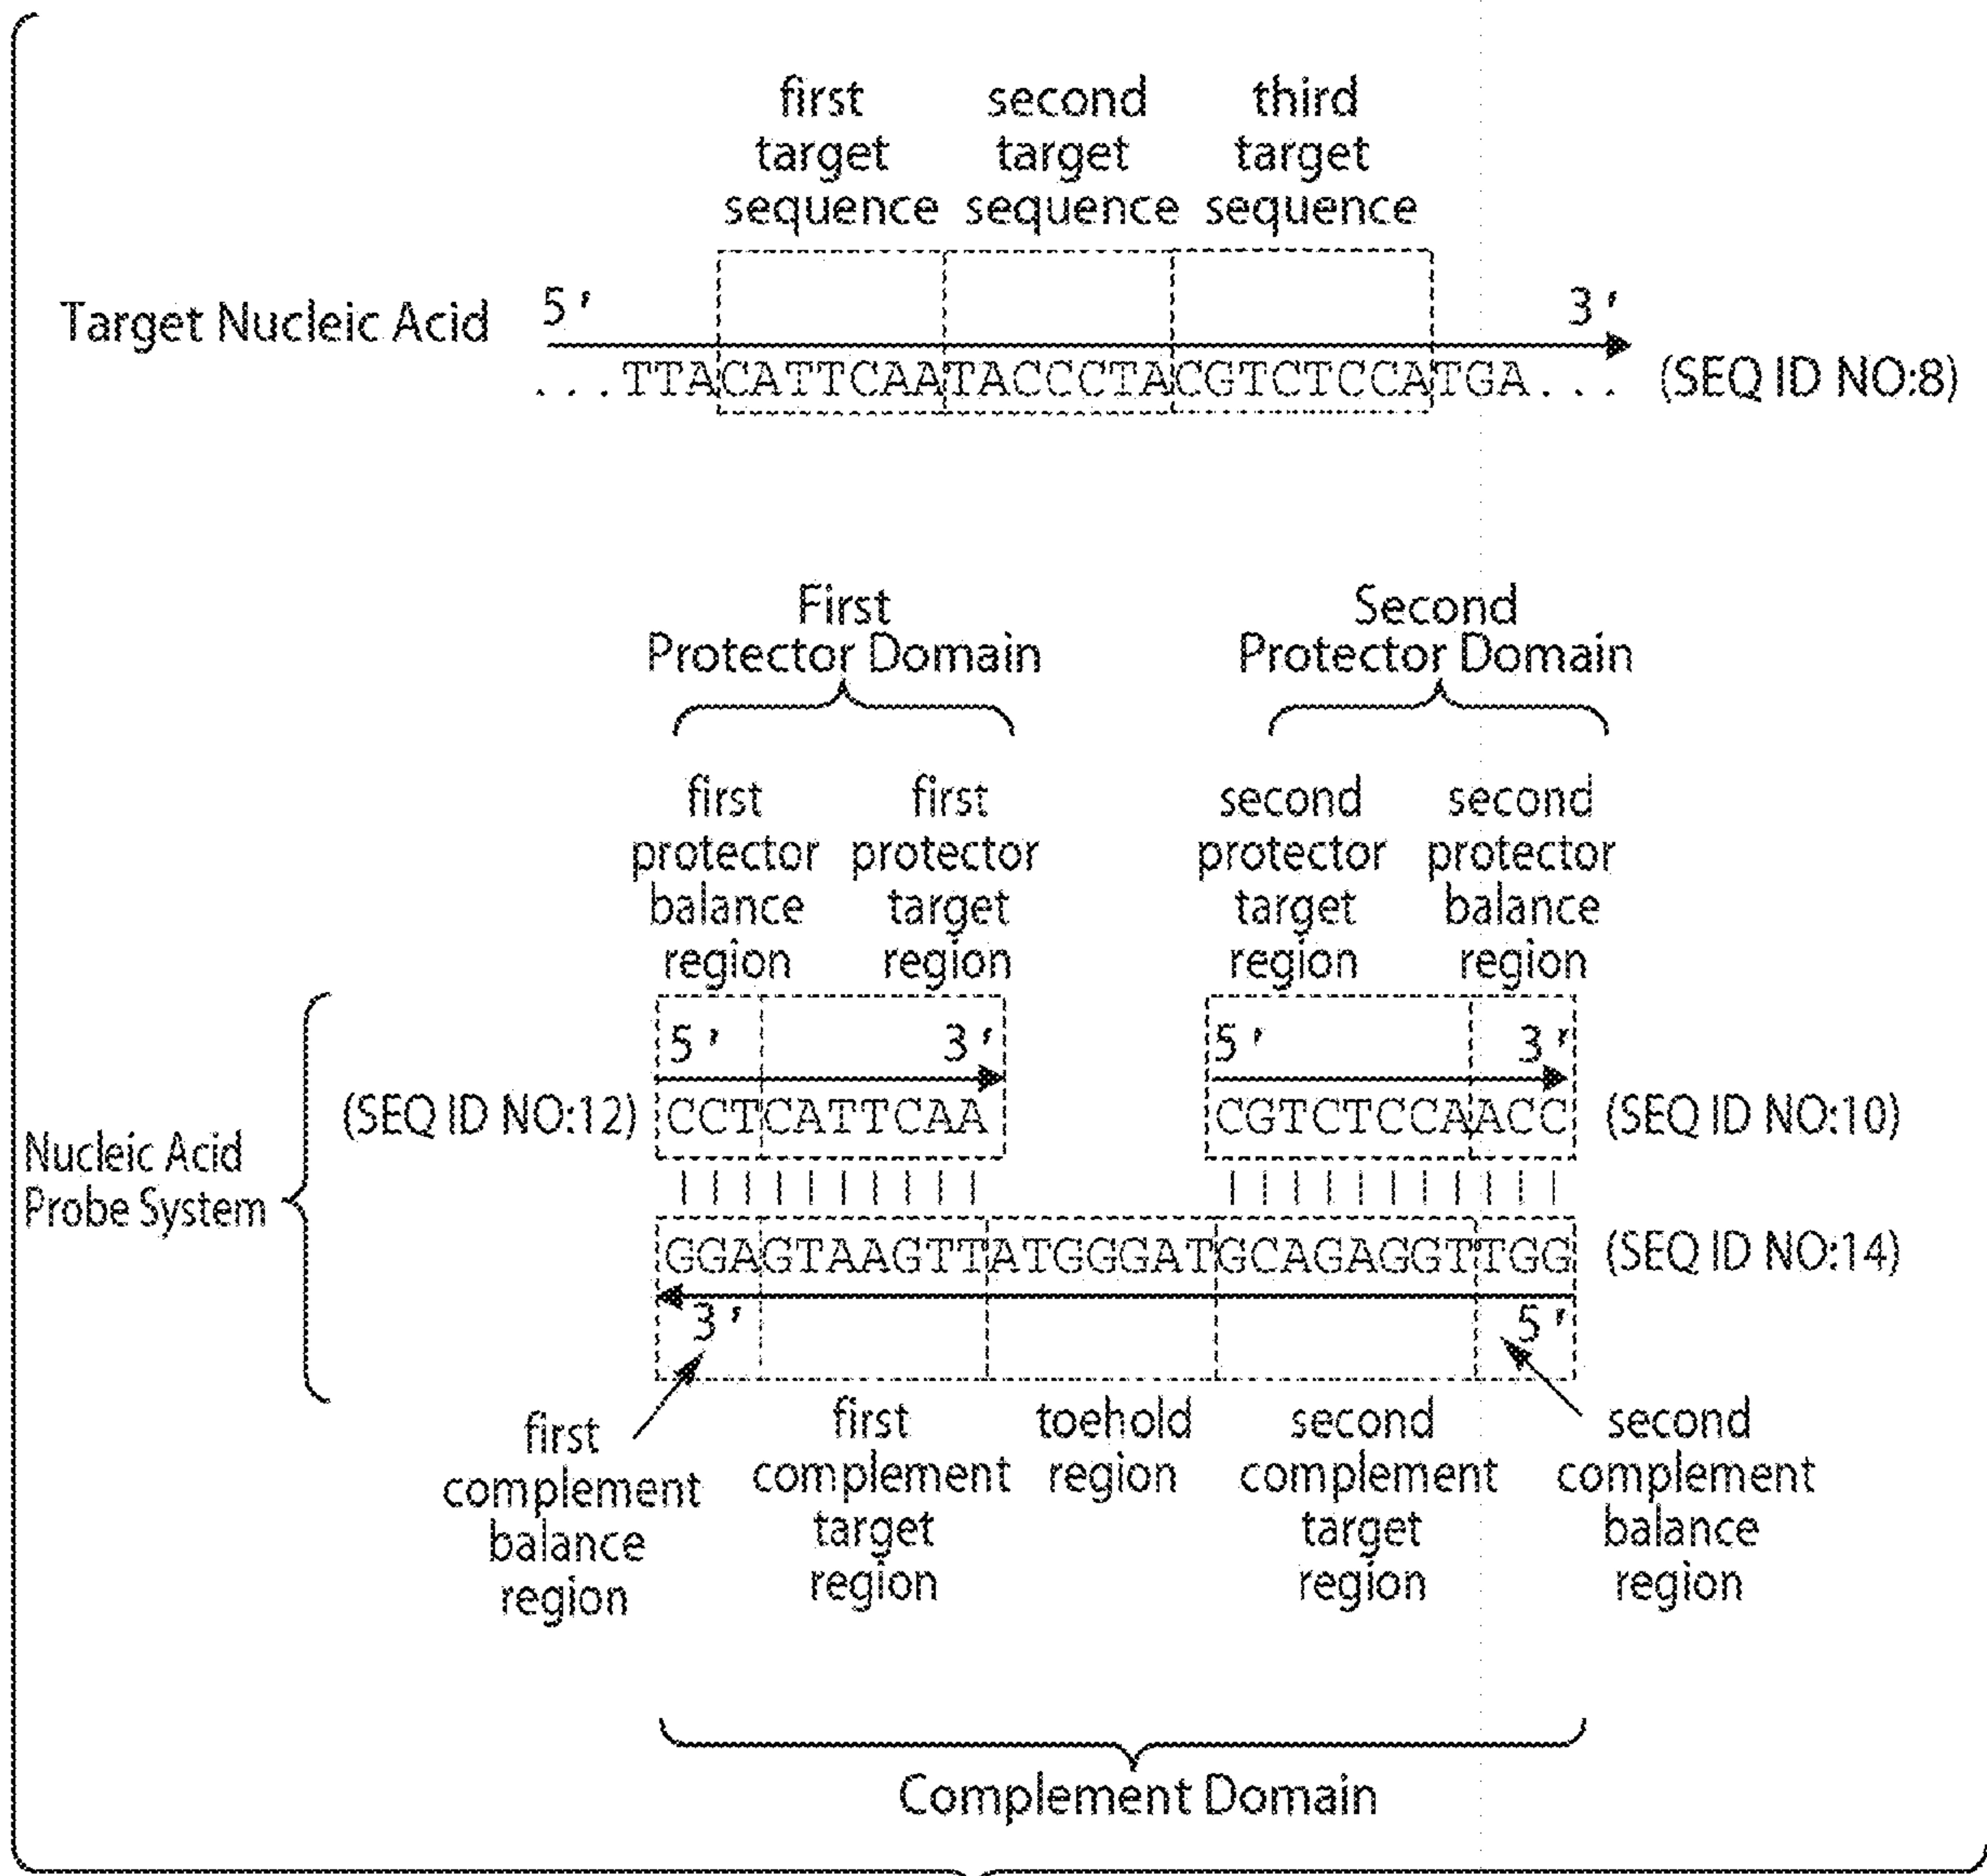 first second third
target target target
sequence sequence sequence
Target Nucleic Acid 5' 3'
...TTACATTCAATACCCTACGTCTCCATGA... (SEQ ID NO:8)
First Second
Protector Domain Protector Domain
first first second second
protector protector protector protector
balance target target balance
region region region region
5' 3' 5' 3'
(SEQ ID NO:12) CCTCATTCAA CGTCTCCAACC (SEQ ID NO:10)
Nucleic Acid
Probe System
GGAGTAAGTTATGGGATGCAGAGGTTGG (SEQ ID NO:14)
3' 5'
first first toehold second second
complement complement region complement complement
balance target target balance
region region region region
Complement Domain